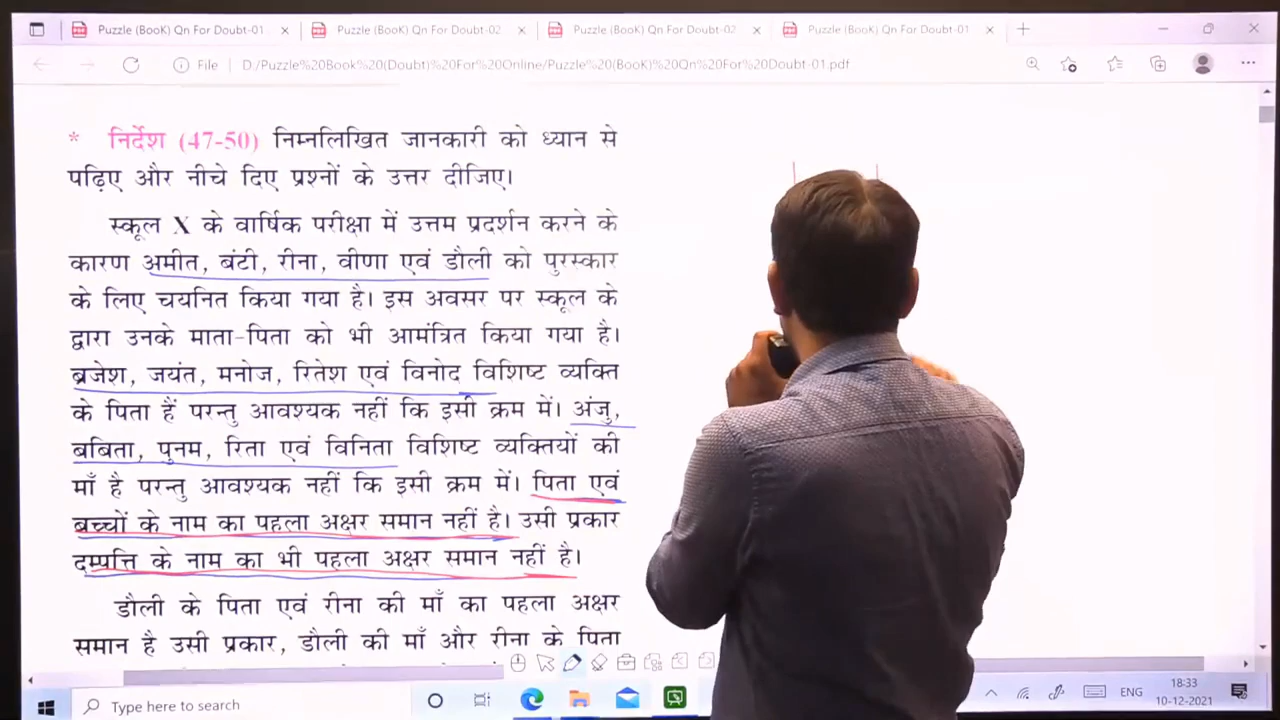 Puzzle (BooK) Qn For Doubt-01
Puzzle (BooK) Qn For Doubt-02
Puzzle (BooK) Qn For Doubt-02
Puzzle (BooK) Qn For Doubt-01
File D:/Puzzle%20Book%20(Doubt)%20For%20Online/Puzzle%20(BooK)%20Qn%20For%20Doubt-01.pdf
* निर्देश (47-50) निम्नलिखित जानकारी को ध्यान से
पढ़िए और नीचे दिए प्रश्नों के उत्तर दीजिए।
स्कूल X के वार्षिक परीक्षा में उत्तम प्रदर्शन करने के
कारण अमीत, बंटी, रीना, वीणा एवं डौली को पुरस्कार
के लिए चयनित किया गया है। इस अवसर पर स्कूल के
द्वारा उनके माता-पिता को भी आमंत्रित किया गया है।
ब्रजेश, जयंत, मनोज, रितेश एवं विनोद विशिष्ट व्यक्ति
के पिता हैं परन्तु आवश्यक नहीं कि इसी क्रम में। अंजु,
बबिता, पुनम, रिता एवं विनिता विशिष्ट व्यक्तियों की
माँ है परन्तु आवश्यक नहीं कि इसी क्रम में। पिता एवं
बच्चों के नाम का पहला अक्षर समान नहीं है। उसी प्रकार
दम्पत्ति के नाम का भी पहला अक्षर समान नहीं है।
डौली के पिता एवं रीना की माँ का पहला अक्षर
समान है उसी प्रकार, डौली की माँ और रीना के पिता
Type here to search
ENG
18:33
10-12-2021